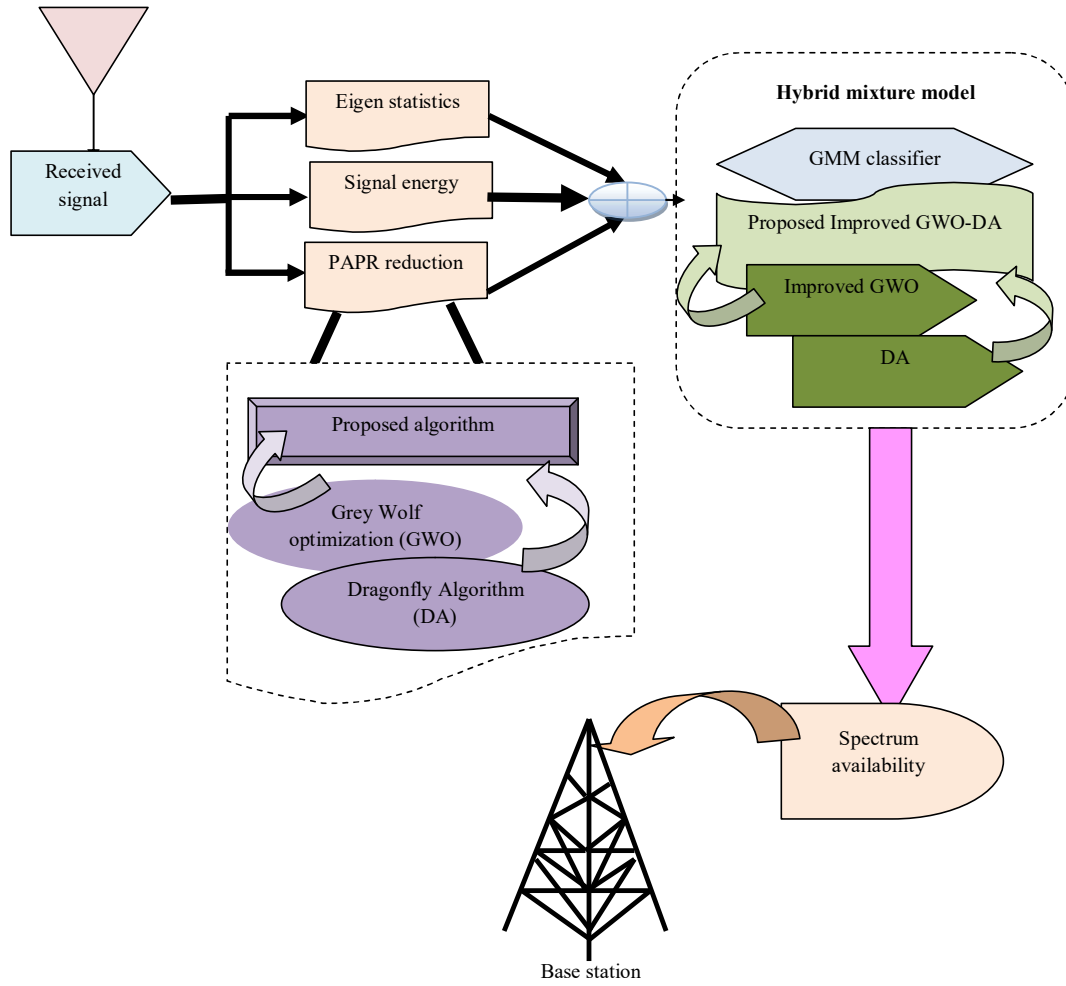 Received
signal
Eigen statistics
Signal energy
PAPR reduction
Hybrid mixture model
GMM classifier
Proposed Improved GWO-DA
Improved GWO
DA
Proposed algorithm
Grey Wolf
optimization (GWO)
Dragonfly Algorithm
(DA)
Spectrum
availability
Base station